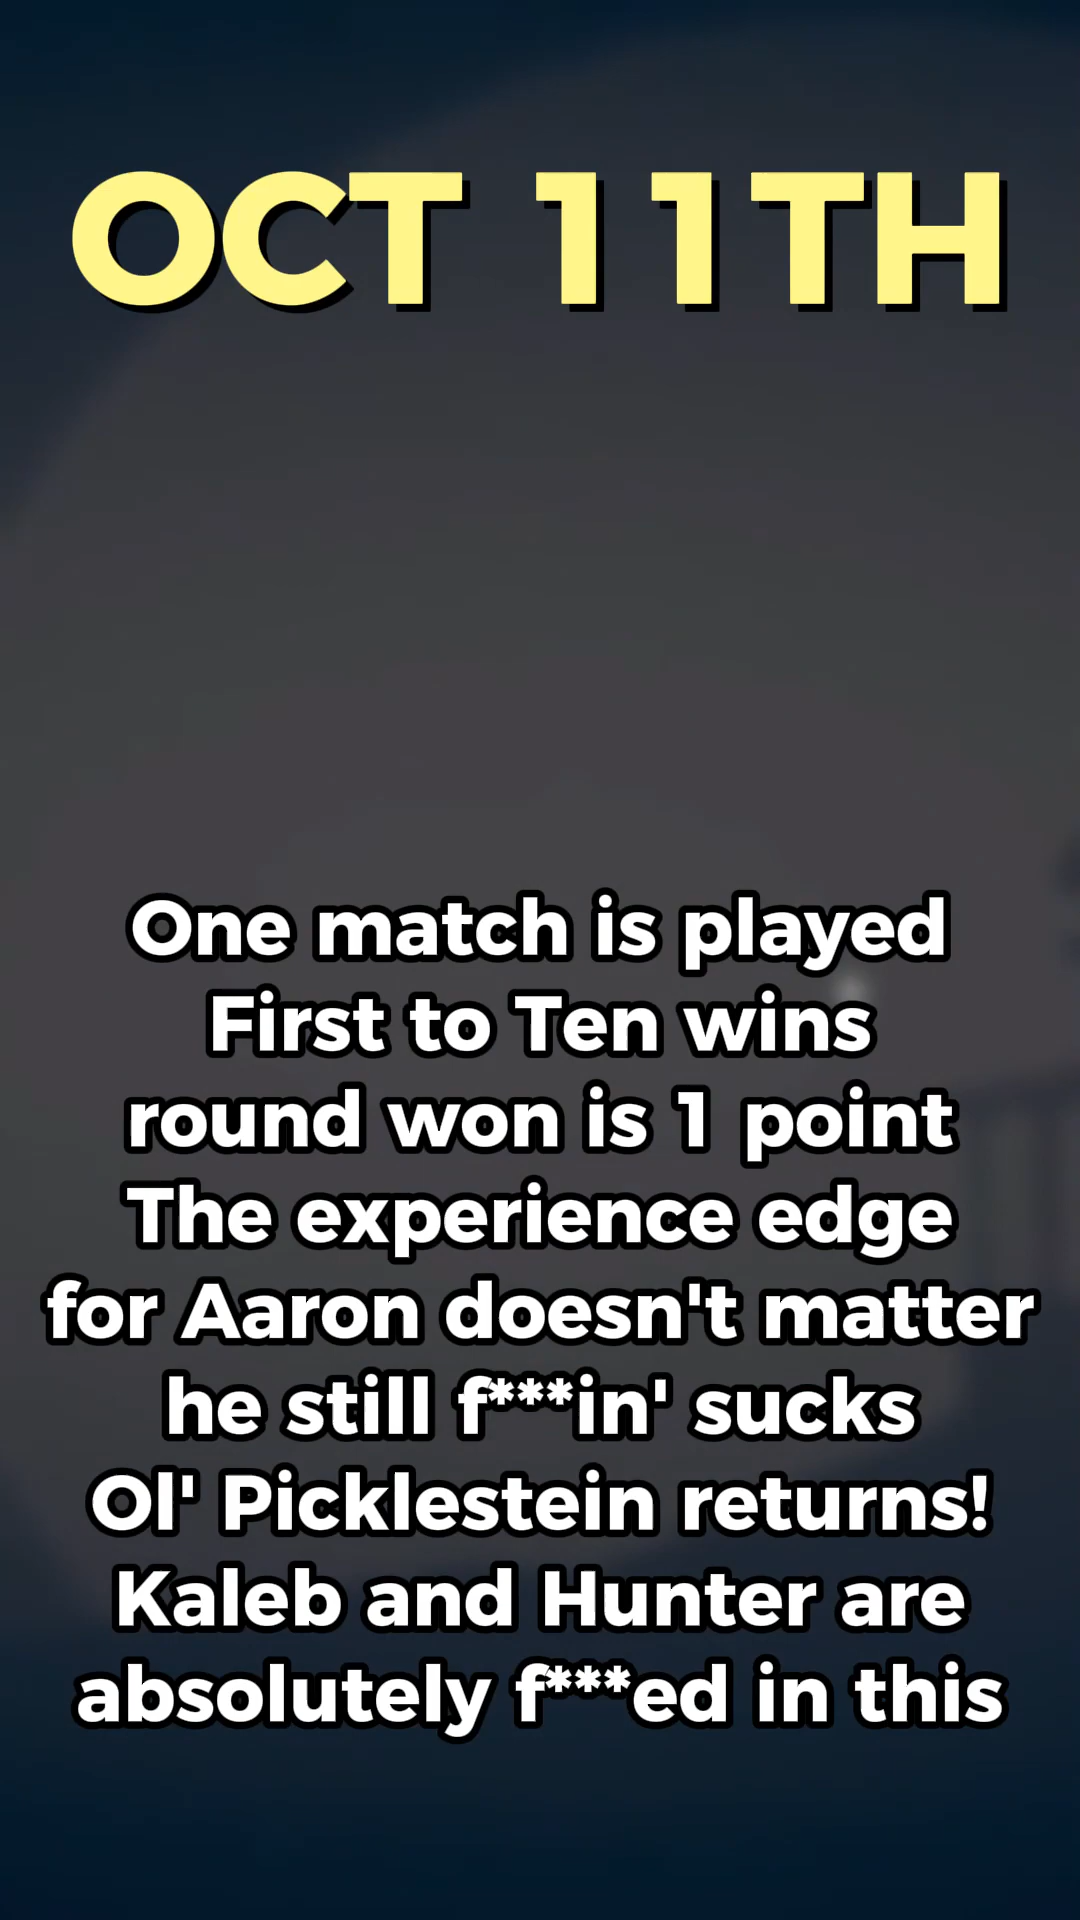 OCT 11TH
One match is played
First to Ten wins
round won is 1 point
The experience edge
for Aaron doesn't matter
he still f***in' sucks
Ol' Picklestein returns!
Kaleb and Hunter are
absolutely f***ed in this